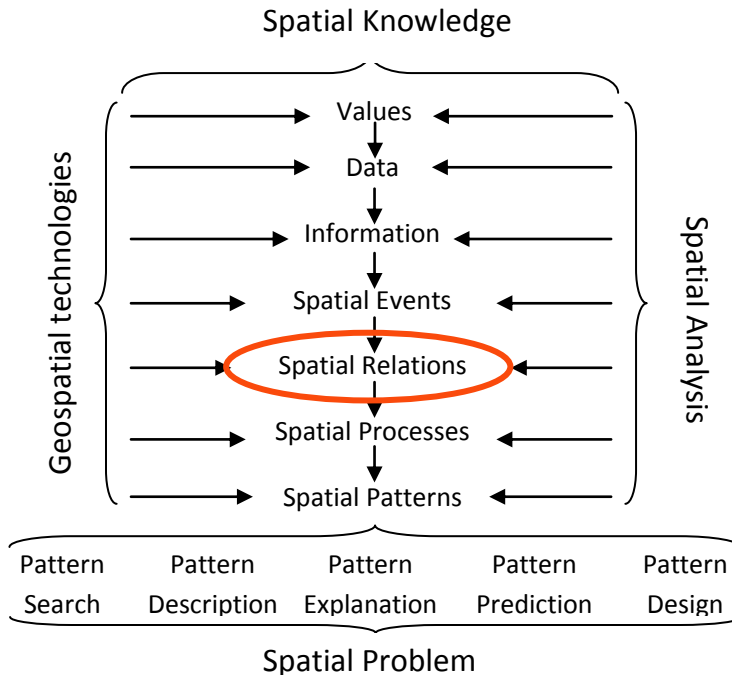 Spatial Knowledge
Geospatial technologies
Values
Data
Information
Spatial Events
Spatial Relations
Spatial Processes
Spatial Patterns
Spatial Analysis
Pattern Pattern Pattern Pattern Pattern
Search Description Explanation Prediction Design
Spatial Problem